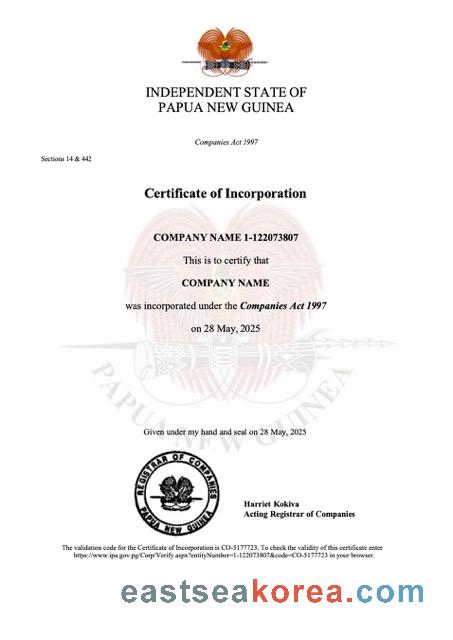 INDEPENDENT STATE OF
PAPUA NEW GUINEA
Companies Act 1997
Sections 14 & 442
Certificate of Incorporation
COMPANY NAME 1-122073807
This is to certify that
COMPANY NAME
was incorporated under the Companies Act 1997
on 28 May, 2025
PAPUA NEW GUINEA
Given under my hand and seal on 28 May, 2025
REGISTRAR OF COMPANIES
PAPUA NEW GUINEA
Harriet Kokiva
Acting Registrar of Companies
The validation code for the Certificate of Incorporation is CO-5177723. To check the validity of this certificate enter
https://www.ipa.gov.pg/Corp/Verify.aspx?entityNumber=1-122073807&code=CO-5177723 in your browser.
eastseakorea.com